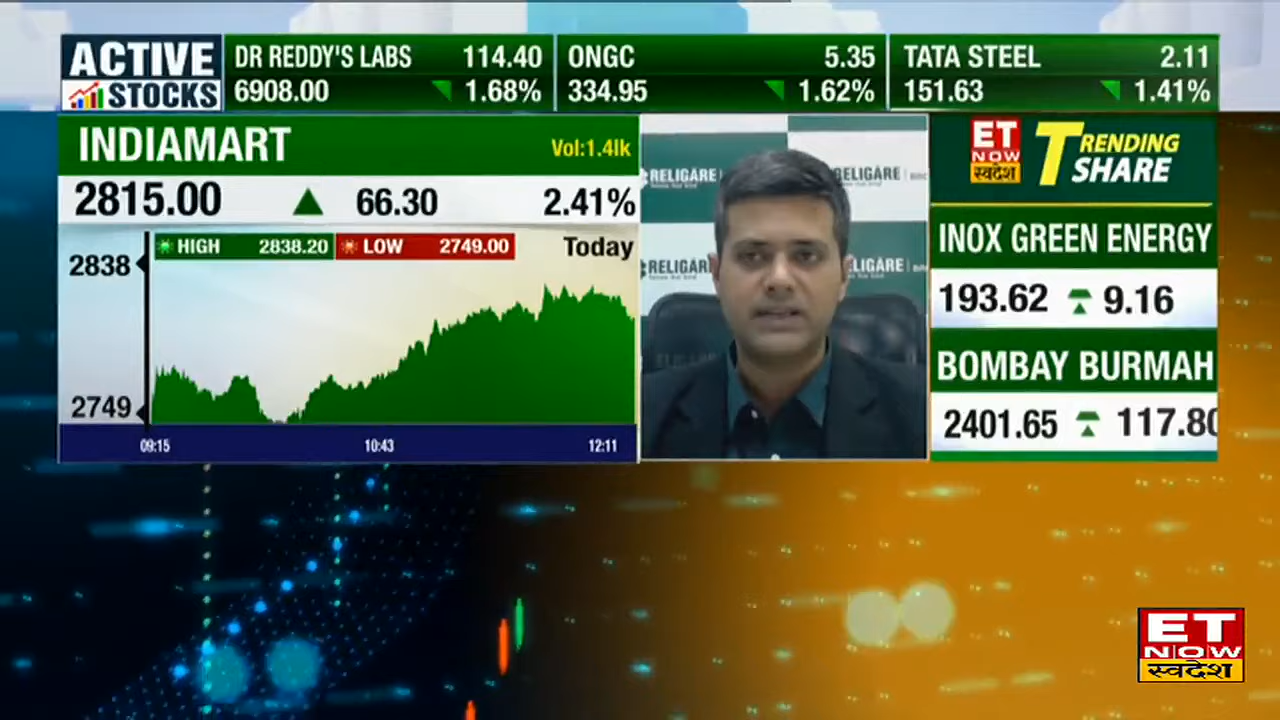 ACTIVE
STOCKS
DR REDDY'S LABS 114.40
6908.00 1.68%
ONGC 5.35
334.95 1.62%
TATA STEEL 2.11
151.63 1.41%
INDIAMART Vol:1.4lk
2815.00 66.30 2.41%
HIGH 2838.20 LOW 2749.00 Today
2838
2749
09:15 10:43 12:11
RELIGARE
RELIGARE
RELIGARE
RELIGARE
ET
NOW
स्वदेश
TRENDING
SHARE
INOX GREEN ENERGY
193.62 9.16
BOMBAY BURMAH
2401.65 117.80
ET
NOW
स्वदेश